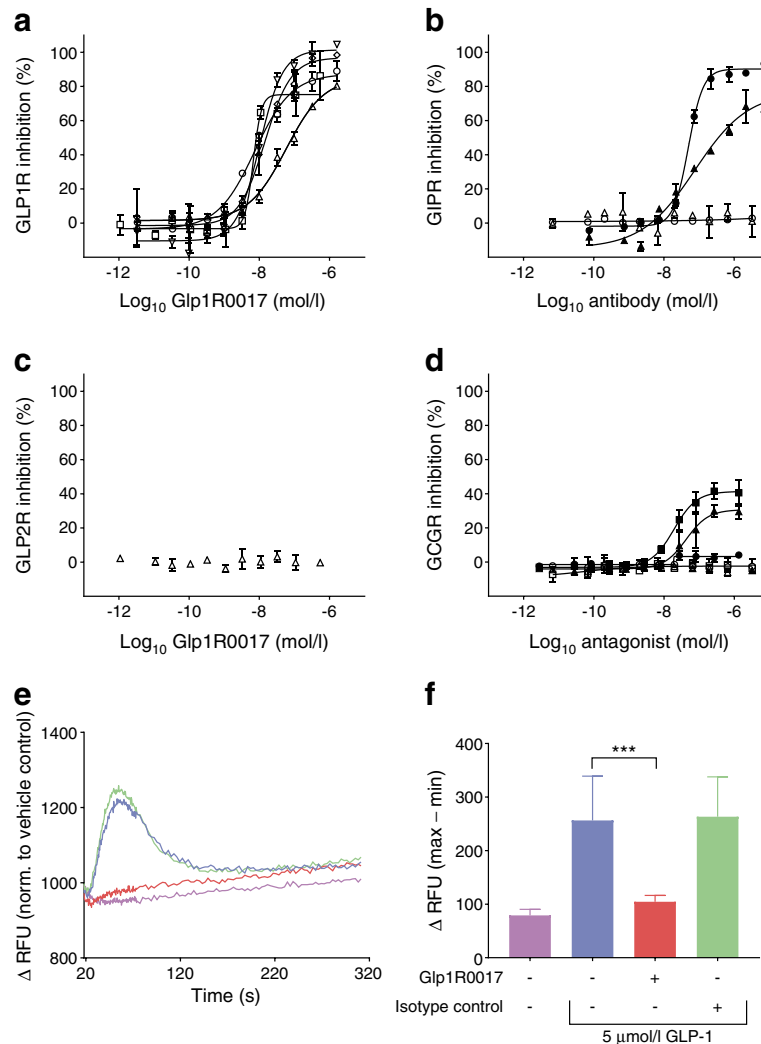 a
GLP1R inhibition (%)
100
80
60
40
20
0
-12
-10
-8
-6
Log10 Glp1R0017 (mol/l)
b
GIPR inhibition (%)
100
80
60
40
20
0
-12
-10
-8
-6
Log10 antibody (mol/l)
c
GLP2R inhibition (%)
100
80
60
40
20
0
-12
-10
-8
-6
Log10 Glp1R0017 (mol/l)
d
GCGR inhibition (%)
100
80
60
40
20
0
-12
-10
-8
-6
Log10 antagonist (mol/l)
e
Δ RFU (norm. to vehicle control)
1400
1200
1000
800
20
120
220
320
Time (s)
f
Δ RFU (max – min)
400
300
200
100
0
***
Glp1R0017 - - + -
Isotype control - - - +
5 μmol/l GLP-1